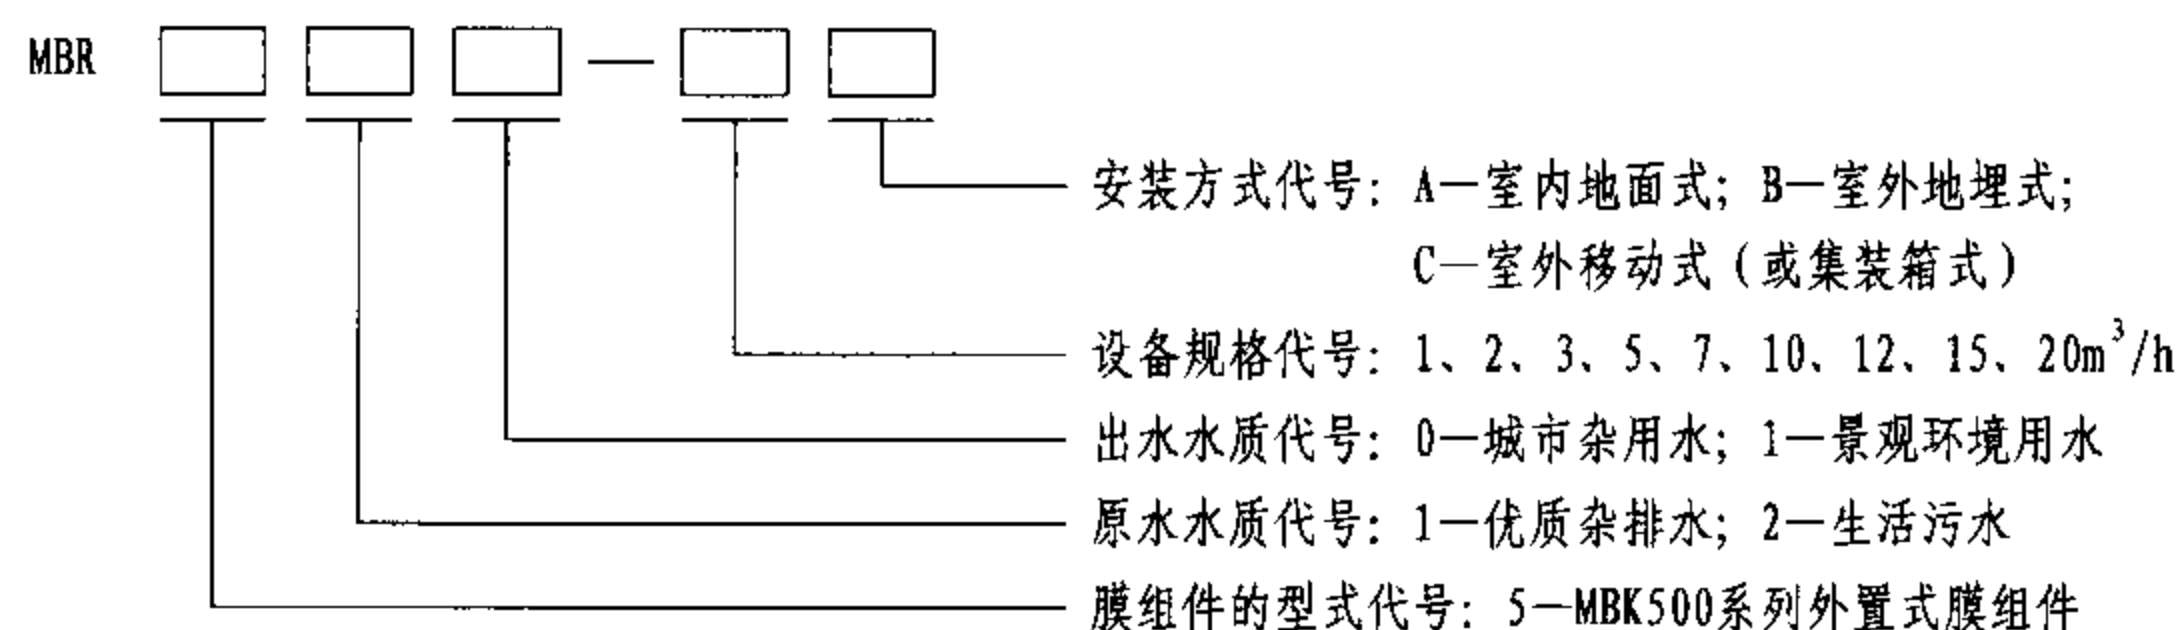 MBR □ □ □ — □ □
安装方式代号: A—室内地面式; B—室外地埋式;
C—室外移动式(或集装箱式)
设备规格代号: 1、2、3、5、7、10、12、15、20m³/h
出水水质代号: 0—城市杂用水; 1—景观环境用水
原水水质代号: 1—优质杂排水; 2—生活污水
膜组件的型式代号: 5—MBK500系列外置式膜组件